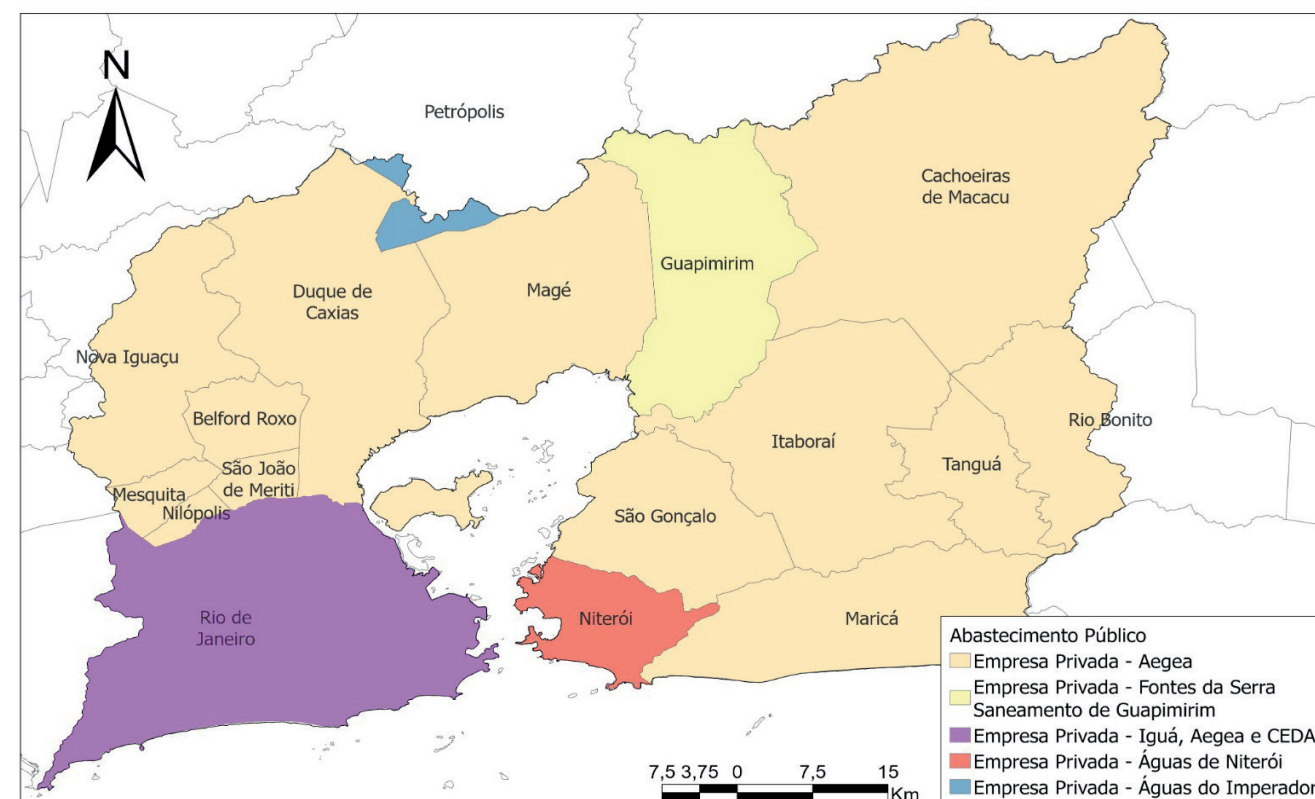 N
Petrópolis
Cachoeiras
de Macacu
Guapimirim
Duque de
Caxias
Magé
Nova Iguaçu
Belford Roxo
Rio Bonito
Itaboraí
São João
de Meriti
Tanguá
Mesquita
Nilópolis
São Gonçalo
Rio de
Janeiro
Niterói
Maricá
Abastecimento Público
Empresa Privada - Aegea
Empresa Privada - Fontes da Serra
Saneamento de Guapimirim
Empresa Privada - Iguá, Aegea e CEDA
Empresa Privada - Águas de Niterói
Empresa Privada - Águas do Imperador
7,5 3,75 0 7,5 15
Km